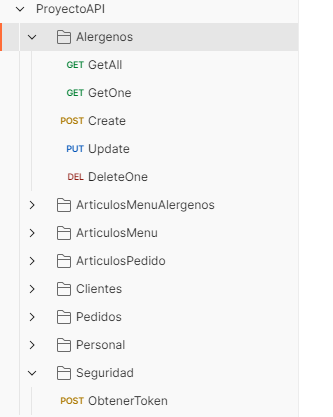 ProyectoAPI
Alergenos
GET GetAll
GET GetOne
POST Create
PUT Update
DEL DeleteOne
ArticulosMenuAlergenos
ArticulosMenu
ArticulosPedido
Clientes
Pedidos
Personal
Seguridad
POST ObtenerToken